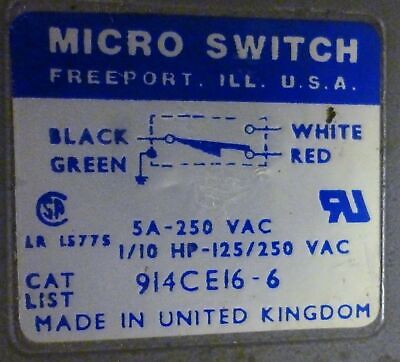 MICRO SWITCH
FREEPORT, ILL. U.S.A.
BLACK WHITE
GREEN RED
SP
LR 15775
5A-250 VAC
1/10 HP-125/250 VAC
CAT LIST 914CE16-6
MADE IN UNITED KINGDOM